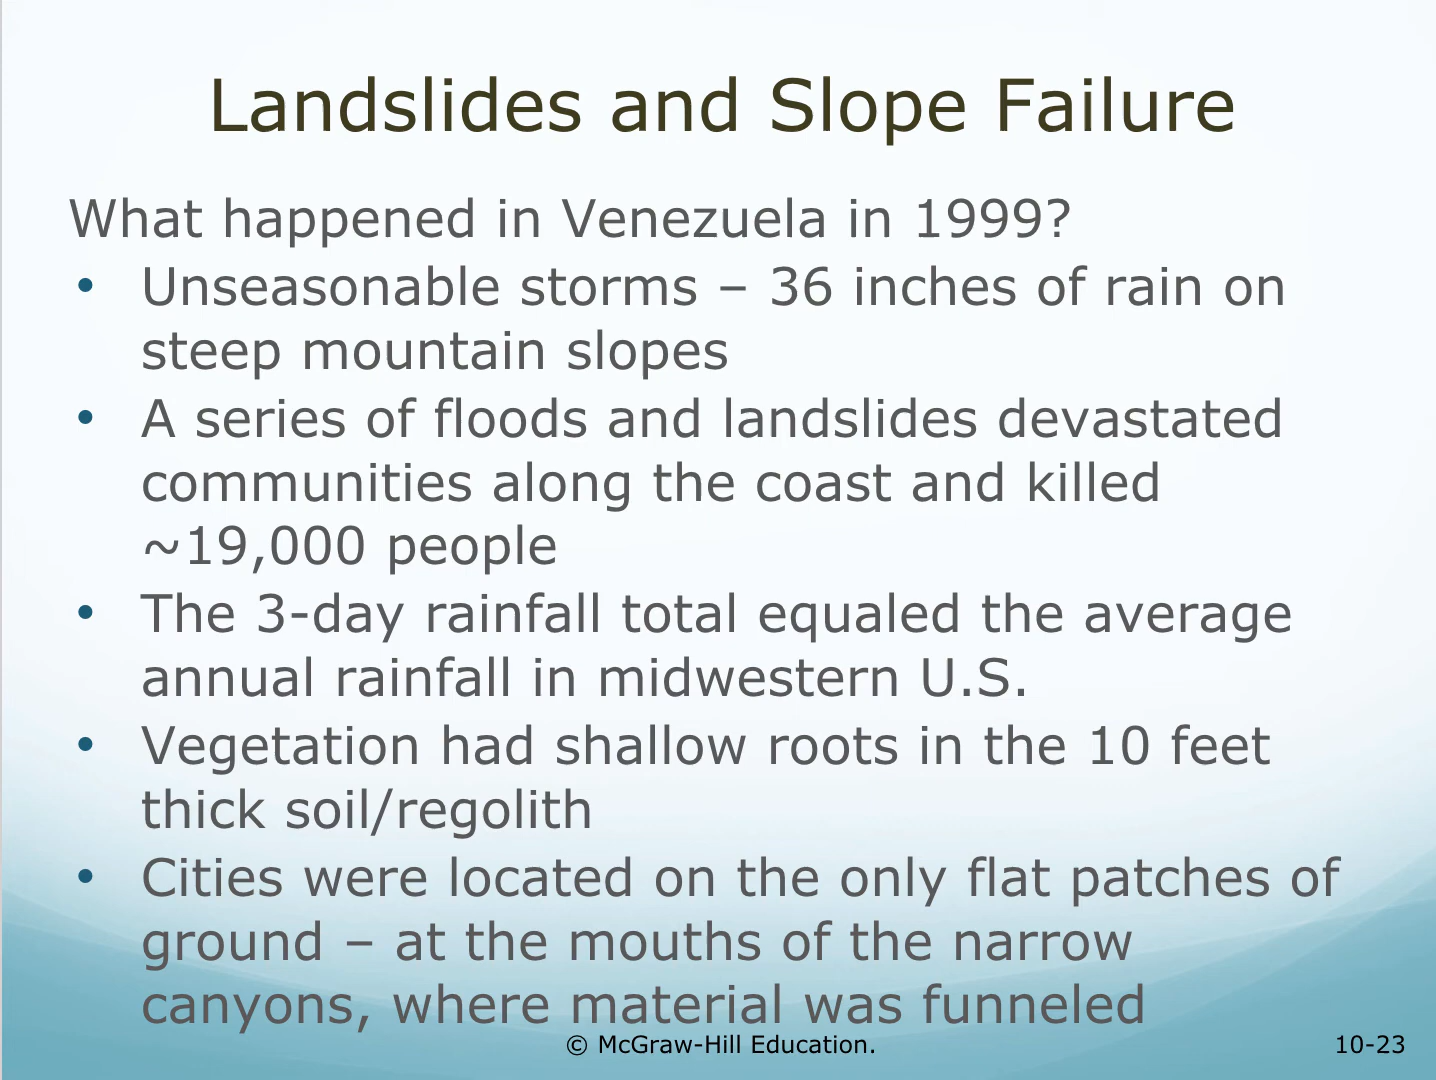 Landslides and Slope Failure
What happened in Venezuela in 1999?
• Unseasonable storms – 36 inches of rain on
steep mountain slopes
• A series of floods and landslides devastated
communities along the coast and killed
~19,000 people
• The 3-day rainfall total equaled the average
annual rainfall in midwestern U.S.
• Vegetation had shallow roots in the 10 feet
thick soil/regolith
• Cities were located on the only flat patches of
ground – at the mouths of the narrow
canyons, where material was funneled
© McGraw-Hill Education.
10-23